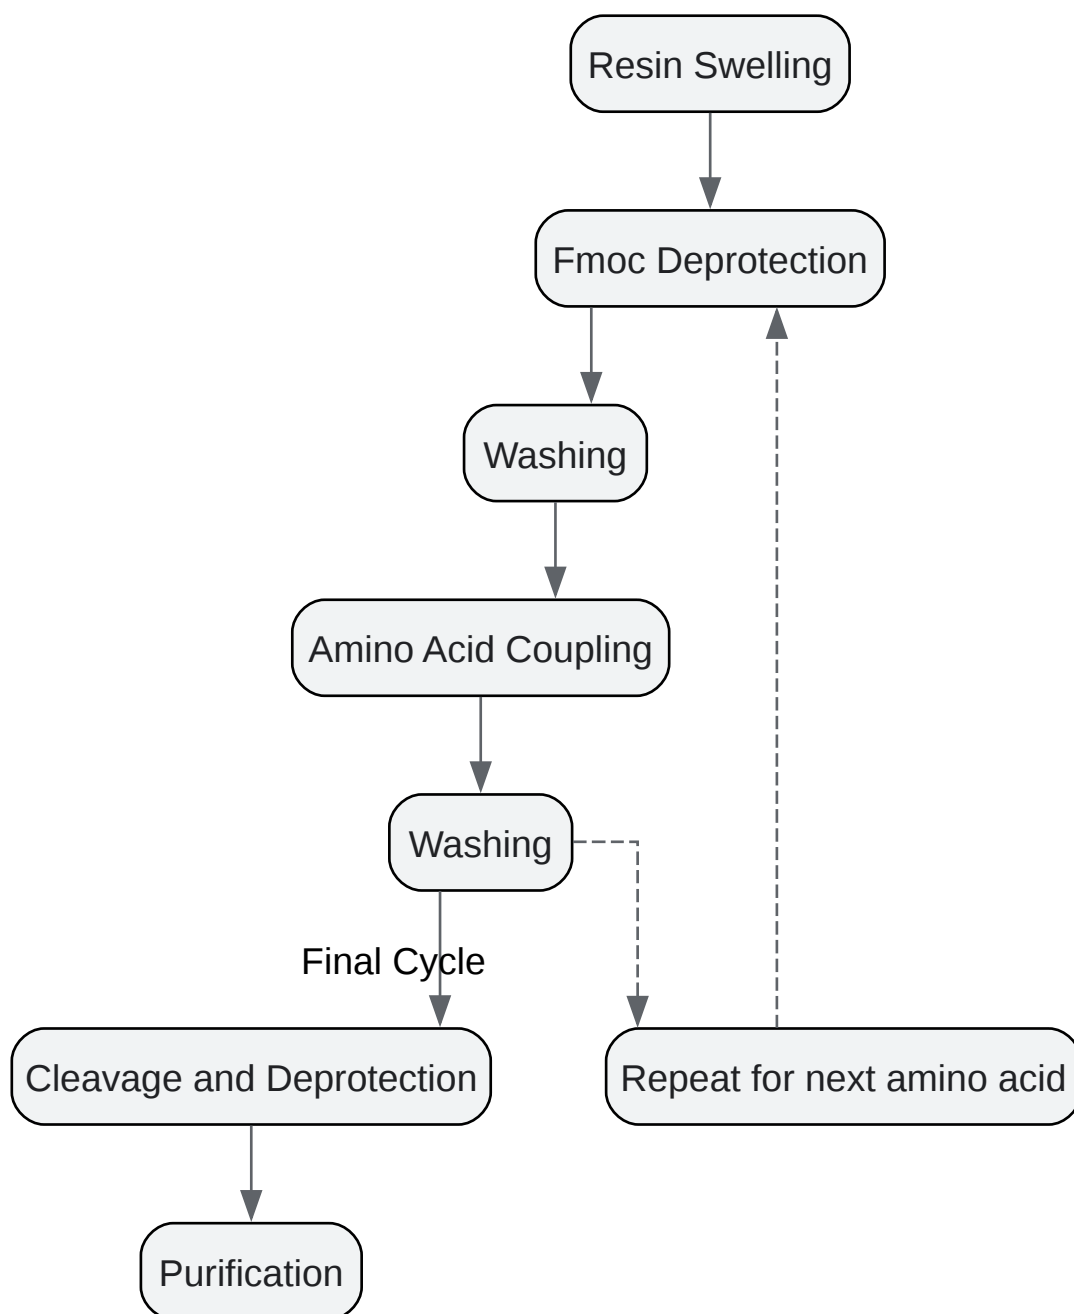 Resin Swelling
Fmoc Deprotection
Washing
Amino Acid Coupling
Washing
Final Cycle
Cleavage and Deprotection
Repeat for next amino acid
Purification